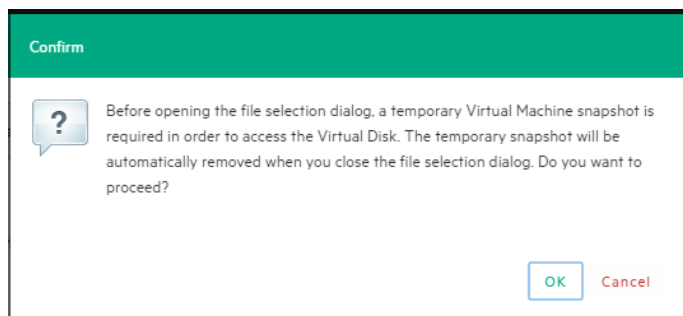 Confirm
Before opening the file selection dialog, a temporary Virtual Machine snapshot is
required in order to access the Virtual Disk. The temporary snapshot will be
automatically removed when you close the file selection dialog. Do you want to
proceed?
OK Cancel